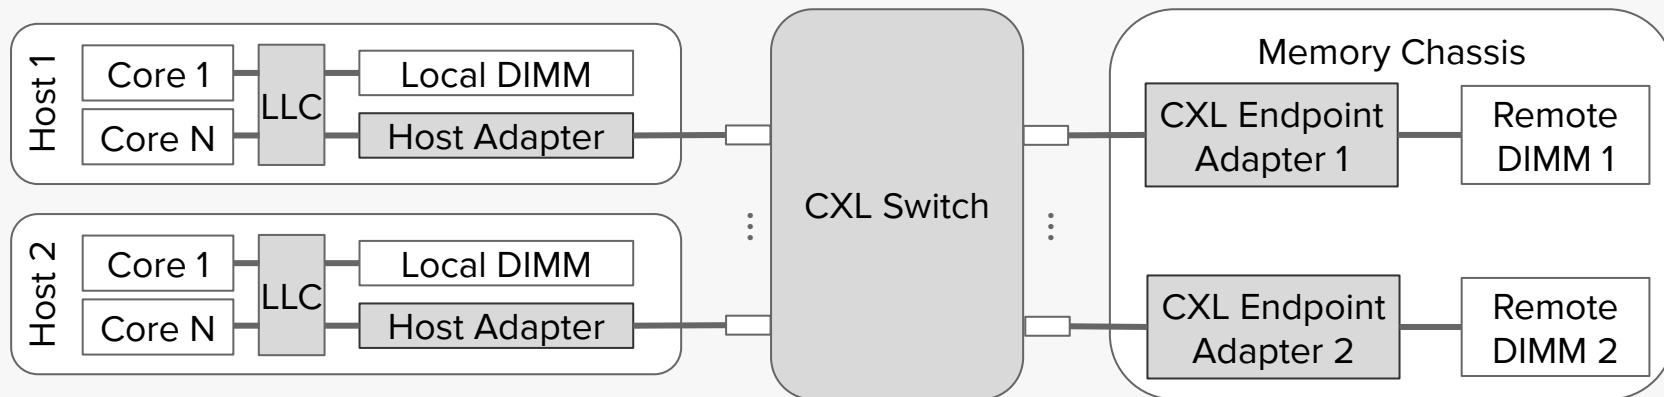 Host 1
Core 1
Core N
LLC
Local DIMM
Host Adapter
Host 2
Core 1
Core N
LLC
Local DIMM
Host Adapter
⋮
CXL Switch
⋮
Memory Chassis
CXL Endpoint
Adapter 1
Remote
DIMM 1
CXL Endpoint
Adapter 2
Remote
DIMM 2